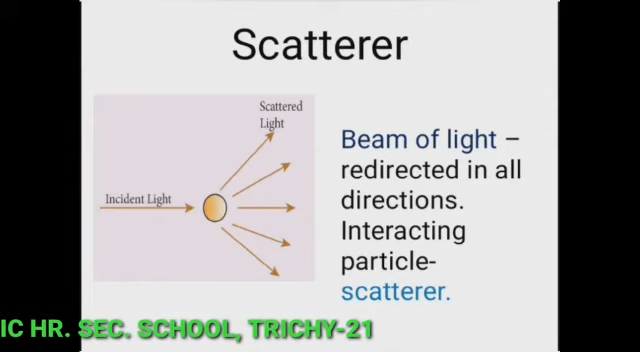 Scatterer
Scattered
Light
Incident Light
Beam of light –
redirected in all
directions.
Interacting
particle-
scatterer.
IC HR. SEC. SCHOOL, TRICHY-21